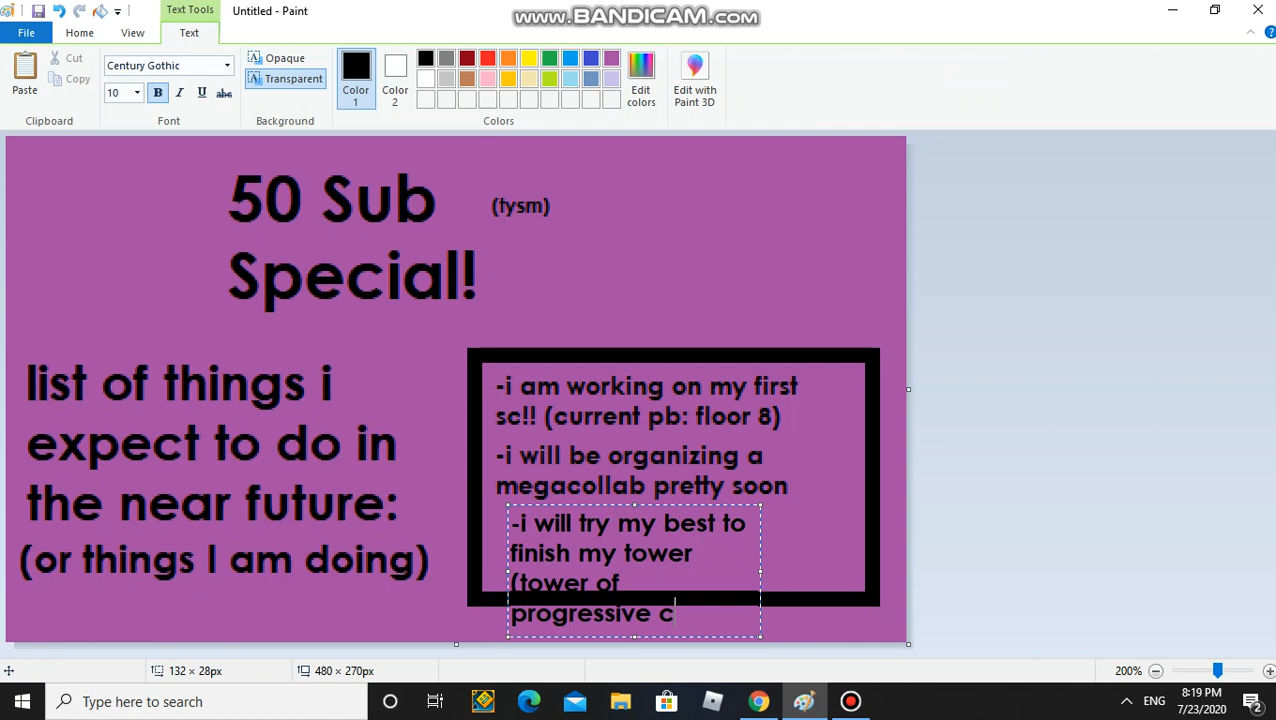 Text Tools
Untitled - Paint
www.BANDICAM.com
File
Home
View
Text
Paste
Cut
Copy
Clipboard
Century Gothic
10
B
I
U
abc
Font
Opaque
Transparent
Background
Color
1
Color
2
Edit
colors
Colors
Edit with
Paint 3D
50 Sub
Special!
(tysm)
list of things i
expect to do in
the near future:
(or things I am doing)
-i am working on my first
sc!! (current pb: floor 8)
-i will be organizing a
megacollab pretty soon
-i will try my best to
finish my tower
(tower of
progressive c
132 × 28px
480 × 270px
200%
Type here to search
ENG
8:19 PM
7/23/2020
2